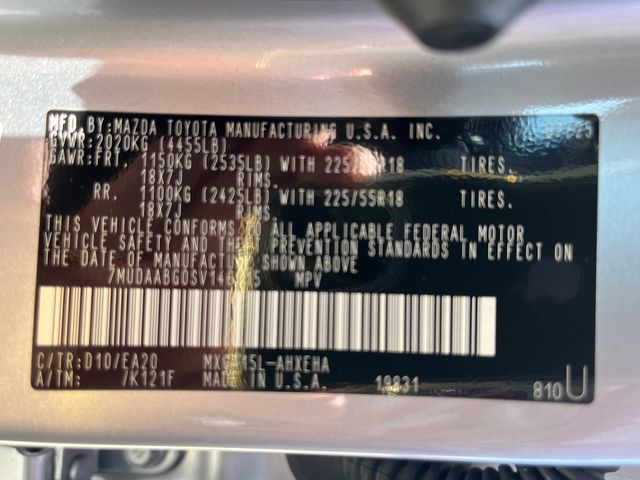 MFD. BY: MAZDA TOYOTA MANUFACTURING U.S.A. INC.
GVWR: 2020KG (4455LB)
GAWR: FRT. 1150KG (2535LB) WITH TIRES.
18X7J RIMS.
RR. 1100KG (2425LB) WITH 225/55R18 TIRES.
18X7J RIMS.
THIS VEHICLE CONFORMS TO ALL APPLICABLE FEDERAL MOTOR
VEHICLE SAFETY AND THEFT PREVENTION STANDARDS IN EFFECT ON
THE DATE OF MANUFACTURE SHOWN ABOVE
MPV
C/TR: D10/EA20
A/TM: 7K121F MADE IN U.S.A. 810U